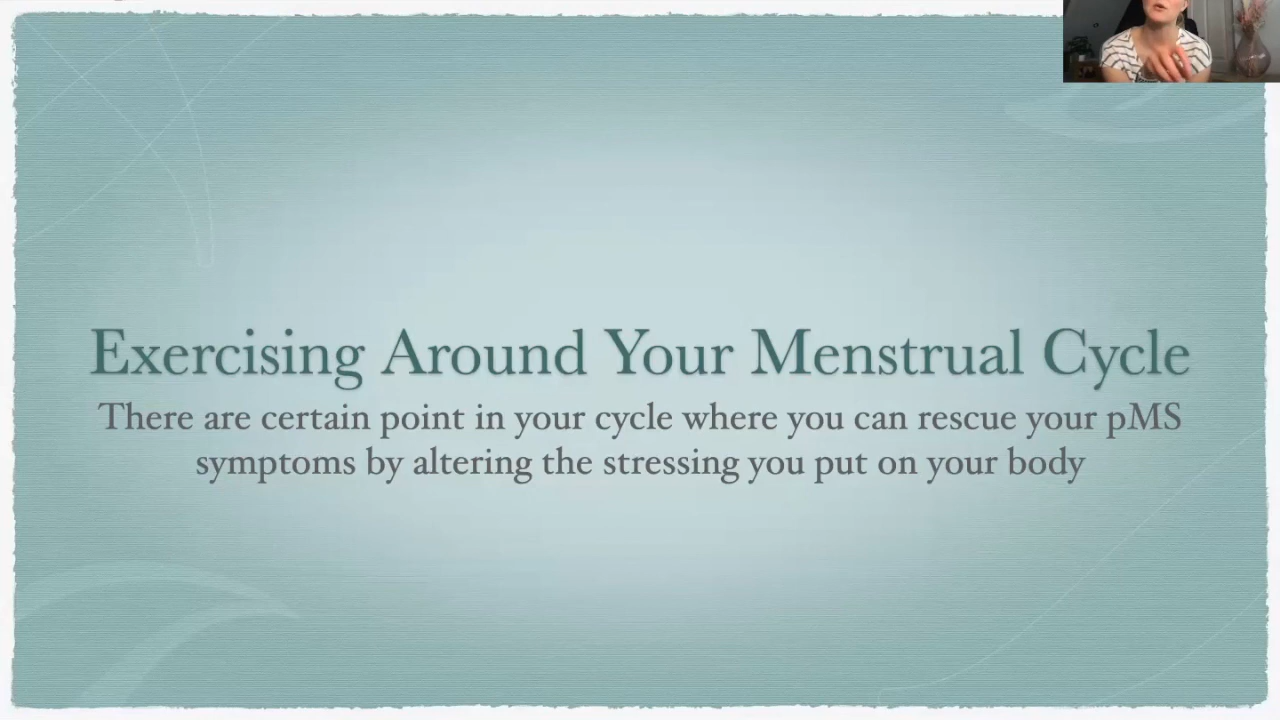 Exercising Around Your Menstrual Cycle
There are certain point in your cycle where you can rescue your pMS
symptoms by altering the stressing you put on your body